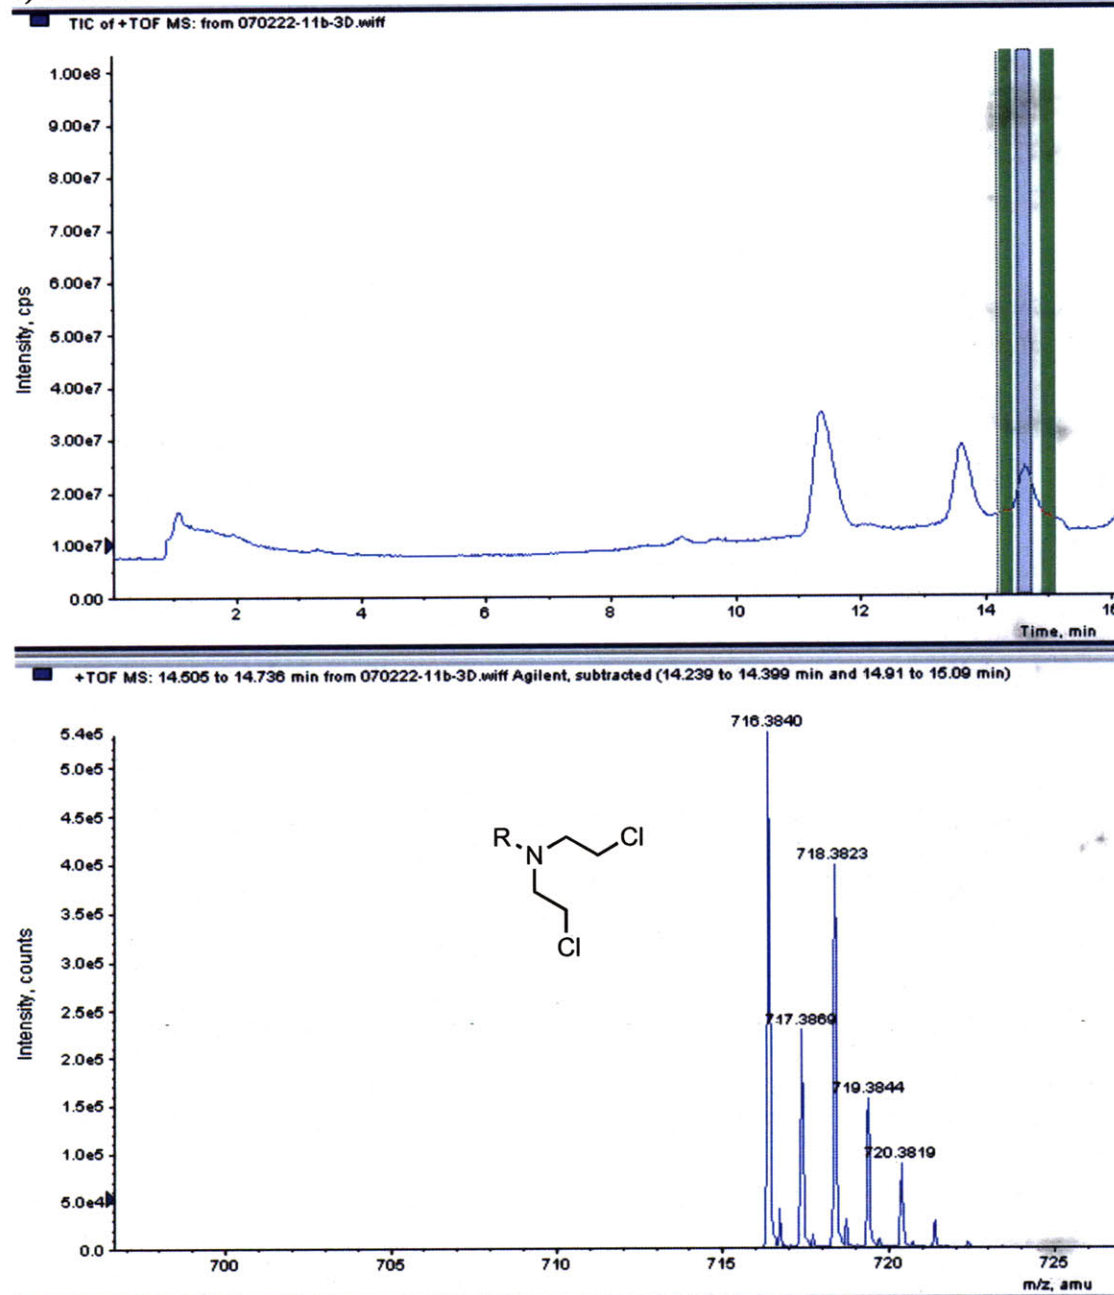 TIC of +TOF MS: from 070222-11b-3D.wiff
1.00e8
9.00e7
8.00e7
7.00e7
6.00e7
5.00e7
4.00e7
3.00e7
2.00e7
1.00e7
0.00
Intensity, cps
2 4 6 8 10 12 14 16
Time, min
+TOF MS: 14.505 to 14.736 min from 070222-11b-3D.wiff Agilent, subtracted (14.239 to 14.399 min and 14.91 to 15.09 min)
716.3840
5.4e5
5.0e5
4.5e5
4.0e5
3.5e5
3.0e5
2.5e5
2.0e5
1.5e5
1.0e5
5.0e4
0.0
Intensity, counts
R N Cl
Cl
718.3823
717.3869
719.3844
720.3819
700 705 710 715 720 725
m/z, amu